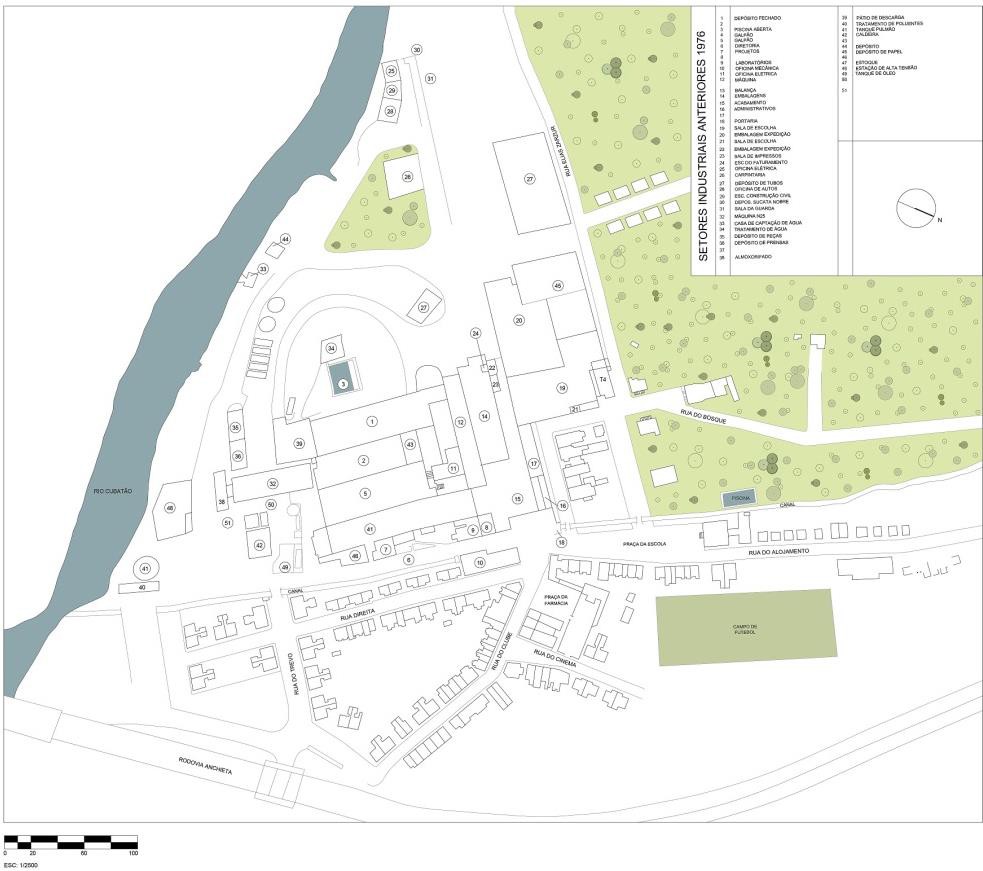 SETORES INDUSTRIAIS ANTERIORES 1976
1 DEPÓSITO FECHADO
2
3 PISCINA ABERTA
4 GALPÃO
5 GALPÃO
6 DIRETORIA
7 PROJETOS
8
9 LABORATÓRIOS
10 OFICINA MECÂNICA
11 OFICINA ELETRICA
12 MÁQUINA
13 BALANÇA
14 EMBALAGENS
15 ACABAMENTO
16 ADMINISTRATIVOS
17
18 PORTARIA
19 SALA DE ESCOLHA
20 EMBALAGEM EXPEDIÇÃO
21 SALA DE ESCOLHA
22 EMBALAGEM EXPEDIÇÃO
23 SALA DE IMPRESSOS
24 ESC DO FATURAMENTO
25 OFICINA ELÉTRICA
26 CARPINTARIA
27 DEPÓSITO DE TUBOS
28 OFICINA DE AUTOS
29 ESC. CONSTRUÇÃO CIVIL
30 DEPOS. SUCATA NOBRE
31 SALA DA GUARDA
32 MÁQUINA N25
33 CASA DE CAPTAÇÃO DE ÁGUA
34 TRATAMENTO DE ÁGUA
35 DEPÓSITO DE PEÇAS
36 DEPÓSITO DE PRENSAS
37
38 ALMOXORIFADO
39 PÁTIO DE DESCARGA
40 TRATAMENTO DE POLUENTES
41 TANQUE PULMÃO
42 CALDEIRA
43
44 DEPÓSITO
45 DEPÓSITO DE PAPEL
46
47 ESTOQUE
48 ESTAÇÃO DE ALTA TENSÃO
49 TANQUE DE ÓLEO
50
51
N
30
25
31
29
28
26
27
RUA ELIAS ZARZUR
44
33
27
45
20
24
34
3
22
23
T4
19
21
RUA DO BOSQUE
1
12
14
35
39
43
36
2
11
17
32
5
RIO CUBATÃO
38
48
50
15
16
PISCINA
CANAL
51
41
9
8
18
PRAÇA DA ESCOLA
42
7
RUA DO ALOJAMENTO
46
6
10
49
41
40
CANAL
PRAÇA DA
FARMÁCIA
RUA DIREITA
CAMPO DE
FUTEBOL
RUA DO CLUBE
RUA DO CINEMA
RUA DO TREVO
RODOVIA ANCHIETA
0 20 60 100
ESC: 1/2500